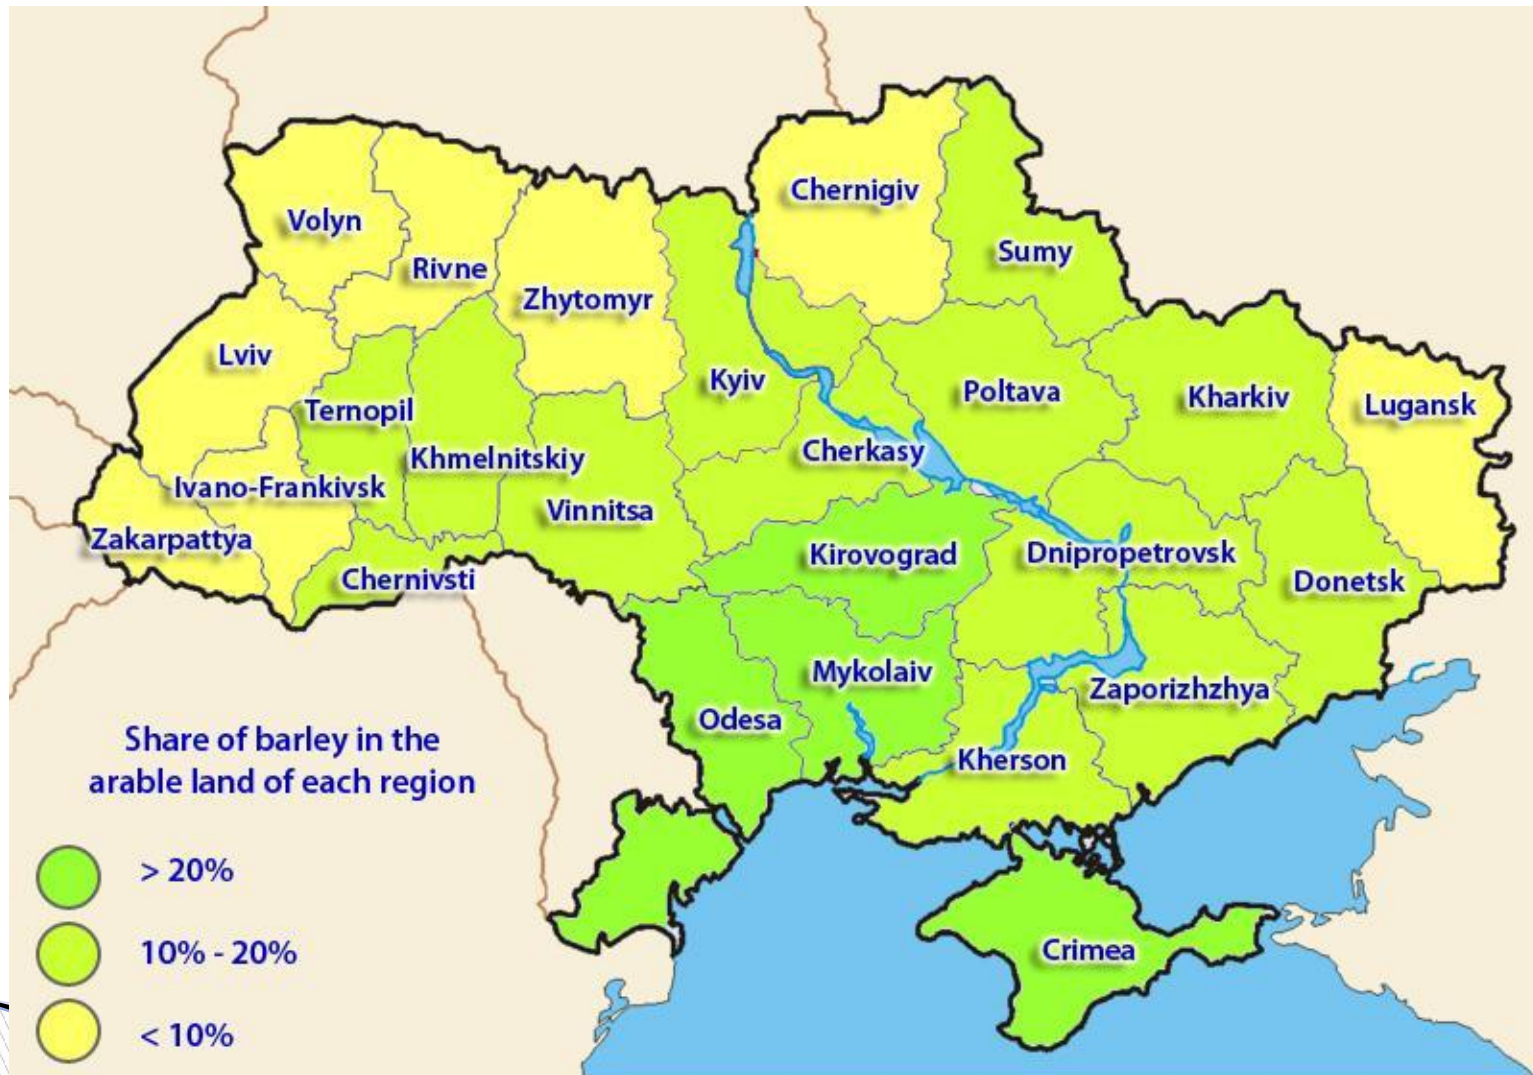 Chernigiv
Volyn
Sumy
Rivne
Zhytomyr
Lviv
Kyiv
Poltava
Kharkiv
Lugansk
Ternopil
Cherkasy
Khmelnitskiy
Ivano-Frankivsk
Vinnitsa
Zakarpattya
Kirovograd
Dnipropetrovsk
Chernivsti
Donetsk
Mykolaiv
Zaporizhzhya
Odesa
Kherson
Crimea
Share of barley in the
arable land of each region
> 20%
10% - 20%
< 10%